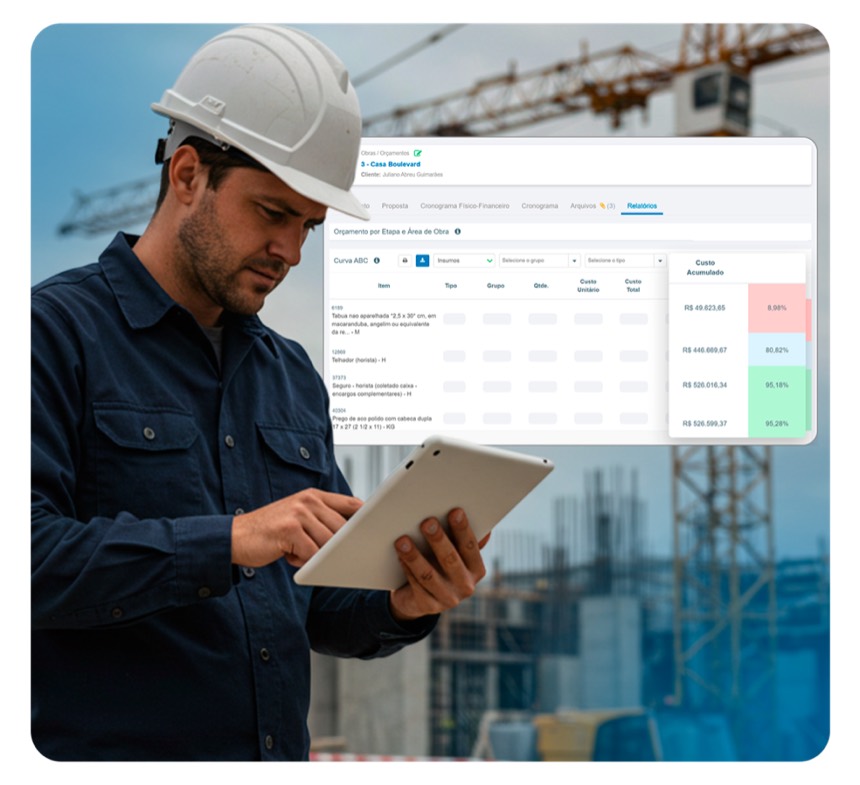 Obras / Orçamentos
3 - Casa Boulevard
Cliente: Juliano Abreu Guimarães
Proposta Cronograma Físico-Financeiro Cronograma Arquivos (3) Relatórios
Orçamento por Etapa e Área de Obra
Curva ABC Insumos Selecione o grupo Selecione o tipo
Item Tipo Grupo Qtde. Custo Unitário Custo Total
Custo
Acumulado
6189
Tabua nao aparelhada *2,5 x 30* cm, em
macaranduba, angelim ou equivalente
da re... - M
R$ 49.623,65 8,98%
12869
Telhador (horista) - H
R$ 446.669,67 80,82%
37373
Seguro - horista (coletado caixa -
encargos complementares) - H
R$ 526.016,34 95,18%
Prego de aco polido com cabeca dupla
17 x 27 (2 1/2 x 11) - KG
R$ 526.599,37 95,28%